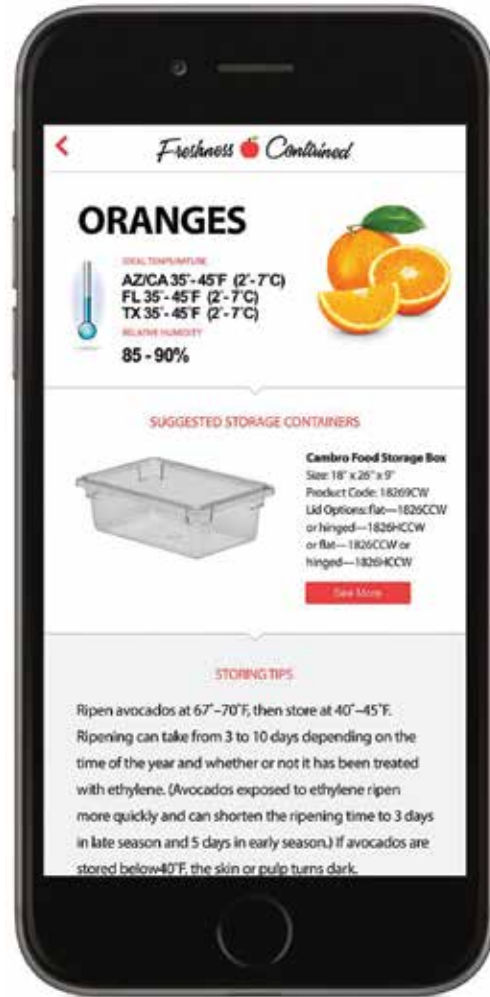 Freshness Contained
ORANGES
IDEAL TEMPERATURE
AZ/CA 35°- 45°F (2°- 7°C)
FL 35°- 45°F (2°- 7°C)
TX 35°- 45°F (2°- 7°C)
RELATIVE HUMIDITY
85 - 90%
SUGGESTED STORAGE CONTAINERS
Cambro Food Storage Box
Size: 18" x 26" x 9"
Product Code: 18269CW
Lid Options: flat—1826CCW
or hinged—1826HCCW
or flat—1826CCW or
hinged—1826HCCW
See More
STORING TIPS
Ripen avocados at 67°–70°F, then store at 40°–45°F.
Ripening can take from 3 to 10 days depending on the
time of the year and whether or not it has been treated
with ethylene. (Avocados exposed to ethylene ripen
more quickly and can shorten the ripening time to 3 days
in late season and 5 days in early season.) If avocados are
stored below40°F, the skin or pulp turns dark.